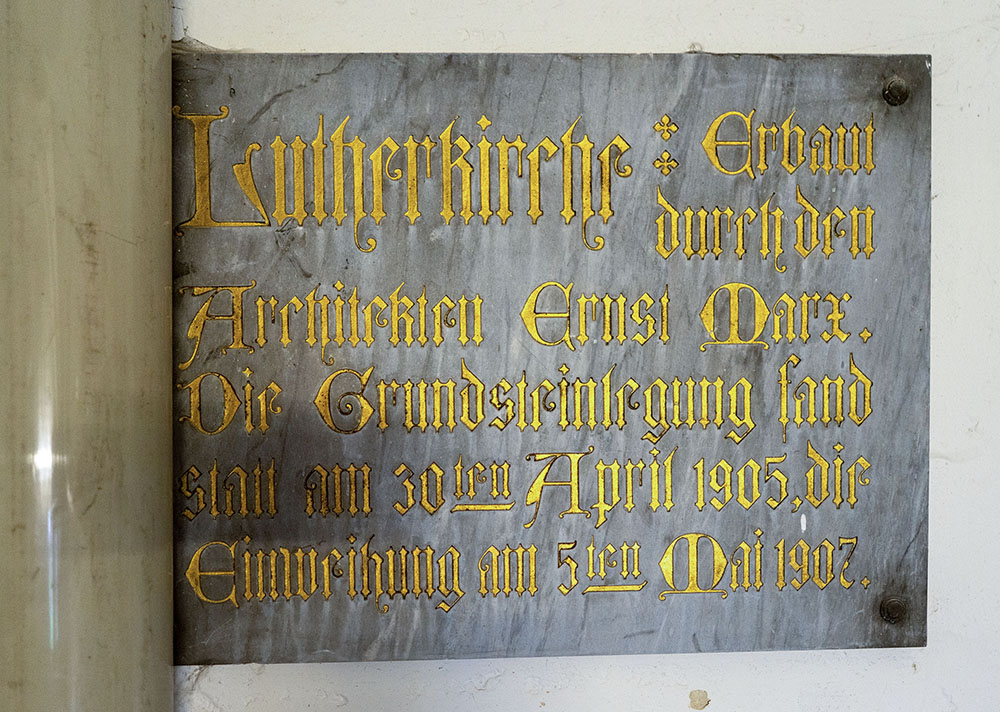 Lutherkirche : Erbaut
durch den
Architekten Ernst Marx.
Die Grundsteinlegung fand
statt am 30ten April 1905, die
Einweihung am 5ten Mai 1907.